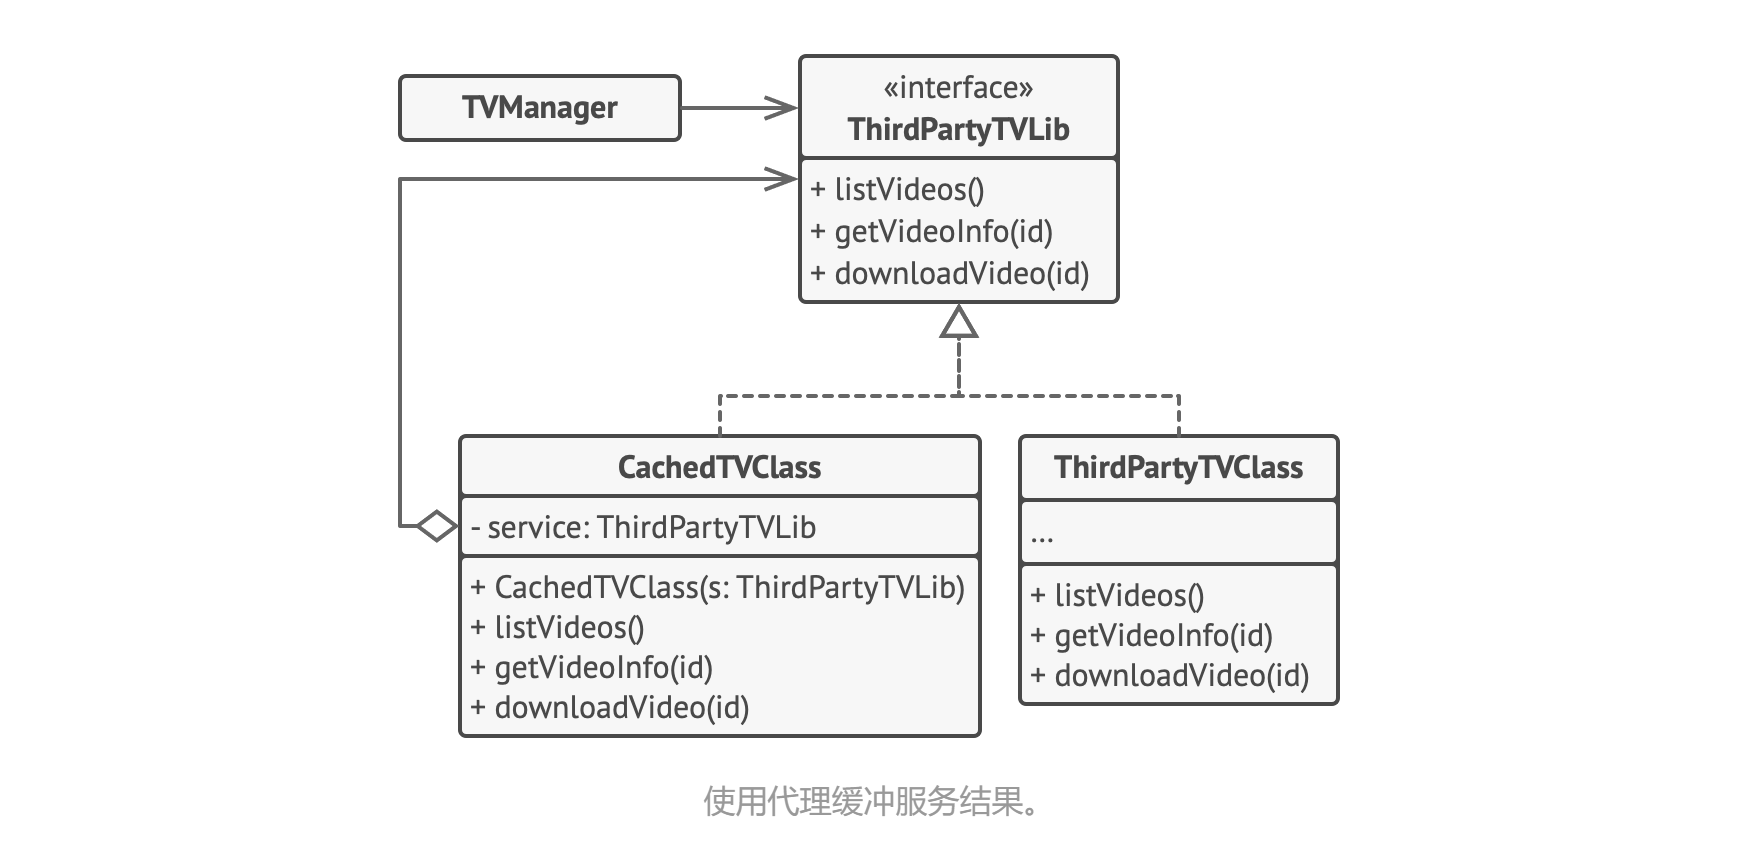 TVManager
«interface»
ThirdPartyTVLib
+ listVideos()
+ getVideoInfo(id)
+ downloadVideo(id)
CachedTVClass
- service: ThirdPartyTVLib
+ CachedTVClass(s: ThirdPartyTVLib)
+ listVideos()
+ getVideoInfo(id)
+ downloadVideo(id)
ThirdPartyTVClass
...
+ listVideos()
+ getVideoInfo(id)
+ downloadVideo(id)
使用代理缓冲服务结果。